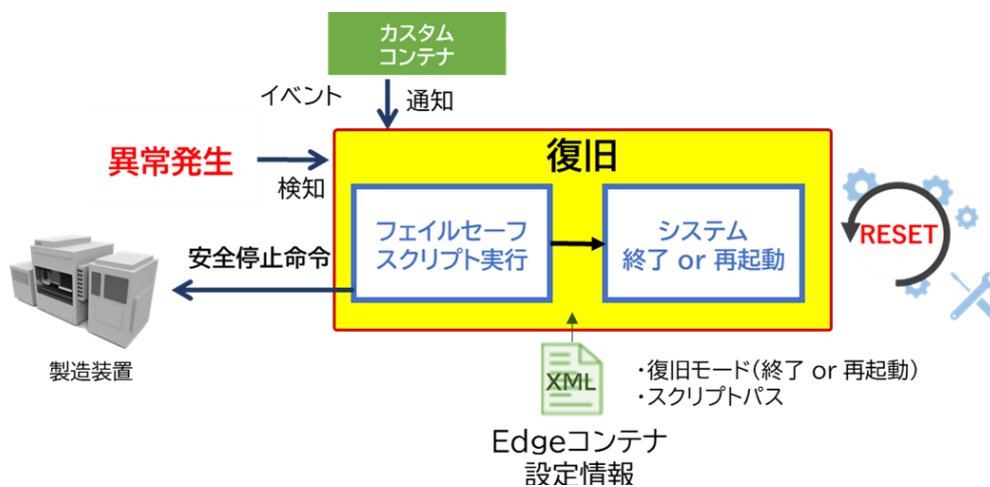 カスタム
コンテナ
イベント
通知
異常発生
検知
復旧
フェイルセーフ
スクリプト実行
システム
終了 or 再起動
RESET
安全停止命令
製造装置
XML
・復旧モード(終了 or 再起動)
・スクリプトパス
Edgeコンテナ
設定情報